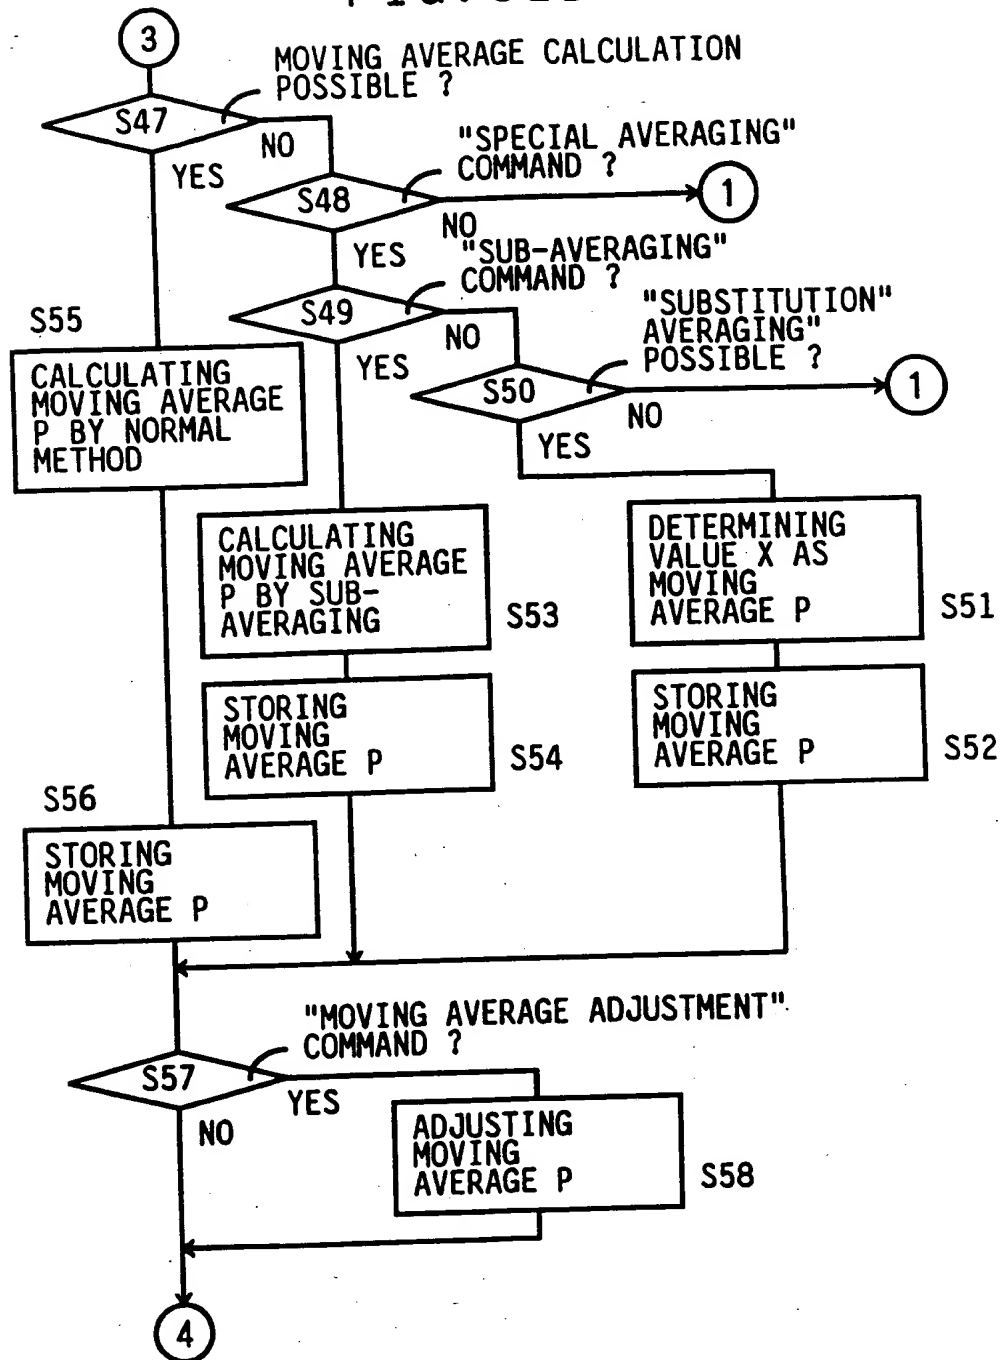 3
MOVING AVERAGE CALCULATION
POSSIBLE ?
S47
NO
YES
"SPECIAL AVERAGING"
COMMAND ?
S48
1
NO
YES
"SUB-AVERAGING"
COMMAND ?
S49
NO
YES
"SUBSTITUTION"
AVERAGING"
POSSIBLE ?
S50
1
NO
YES
S55
CALCULATING
MOVING AVERAGE
P BY NORMAL
METHOD
CALCULATING
MOVING AVERAGE
P BY SUB-
AVERAGING
S53
DETERMINING
VALUE X AS
MOVING
AVERAGE P
S51
STORING
MOVING
AVERAGE P
S54
STORING
MOVING
AVERAGE P
S52
S56
STORING
MOVING
AVERAGE P
"MOVING AVERAGE ADJUSTMENT"
COMMAND ?
S57
YES
NO
ADJUSTING
MOVING
AVERAGE P
S58
4